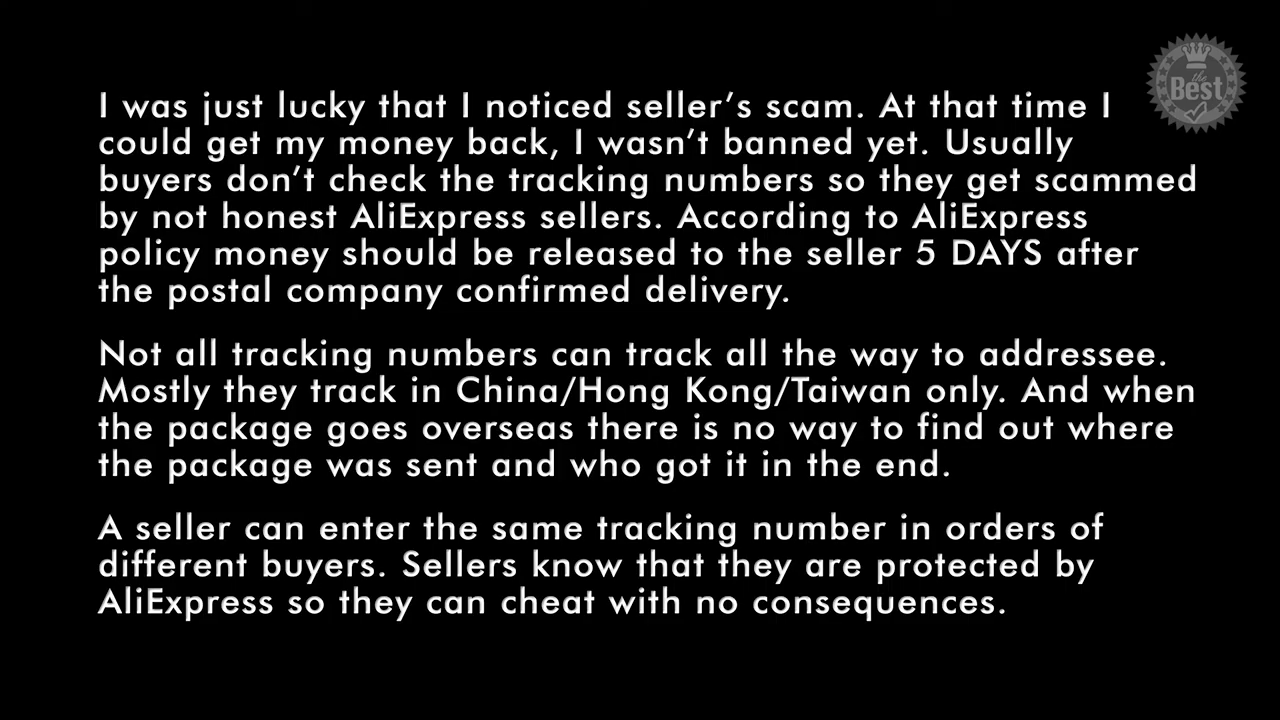 the
Best
I was just lucky that I noticed seller's scam. At that time I
could get my money back, I wasn't banned yet. Usually
buyers don't check the tracking numbers so they get scammed
by not honest AliExpress sellers. According to AliExpress
policy money should be released to the seller 5 DAYS after
the postal company confirmed delivery.
Not all tracking numbers can track all the way to addressee.
Mostly they track in China/Hong Kong/Taiwan only. And when
the package goes overseas there is no way to find out where
the package was sent and who got it in the end.
A seller can enter the same tracking number in orders of
different buyers. Sellers know that they are protected by
AliExpress so they can cheat with no consequences.